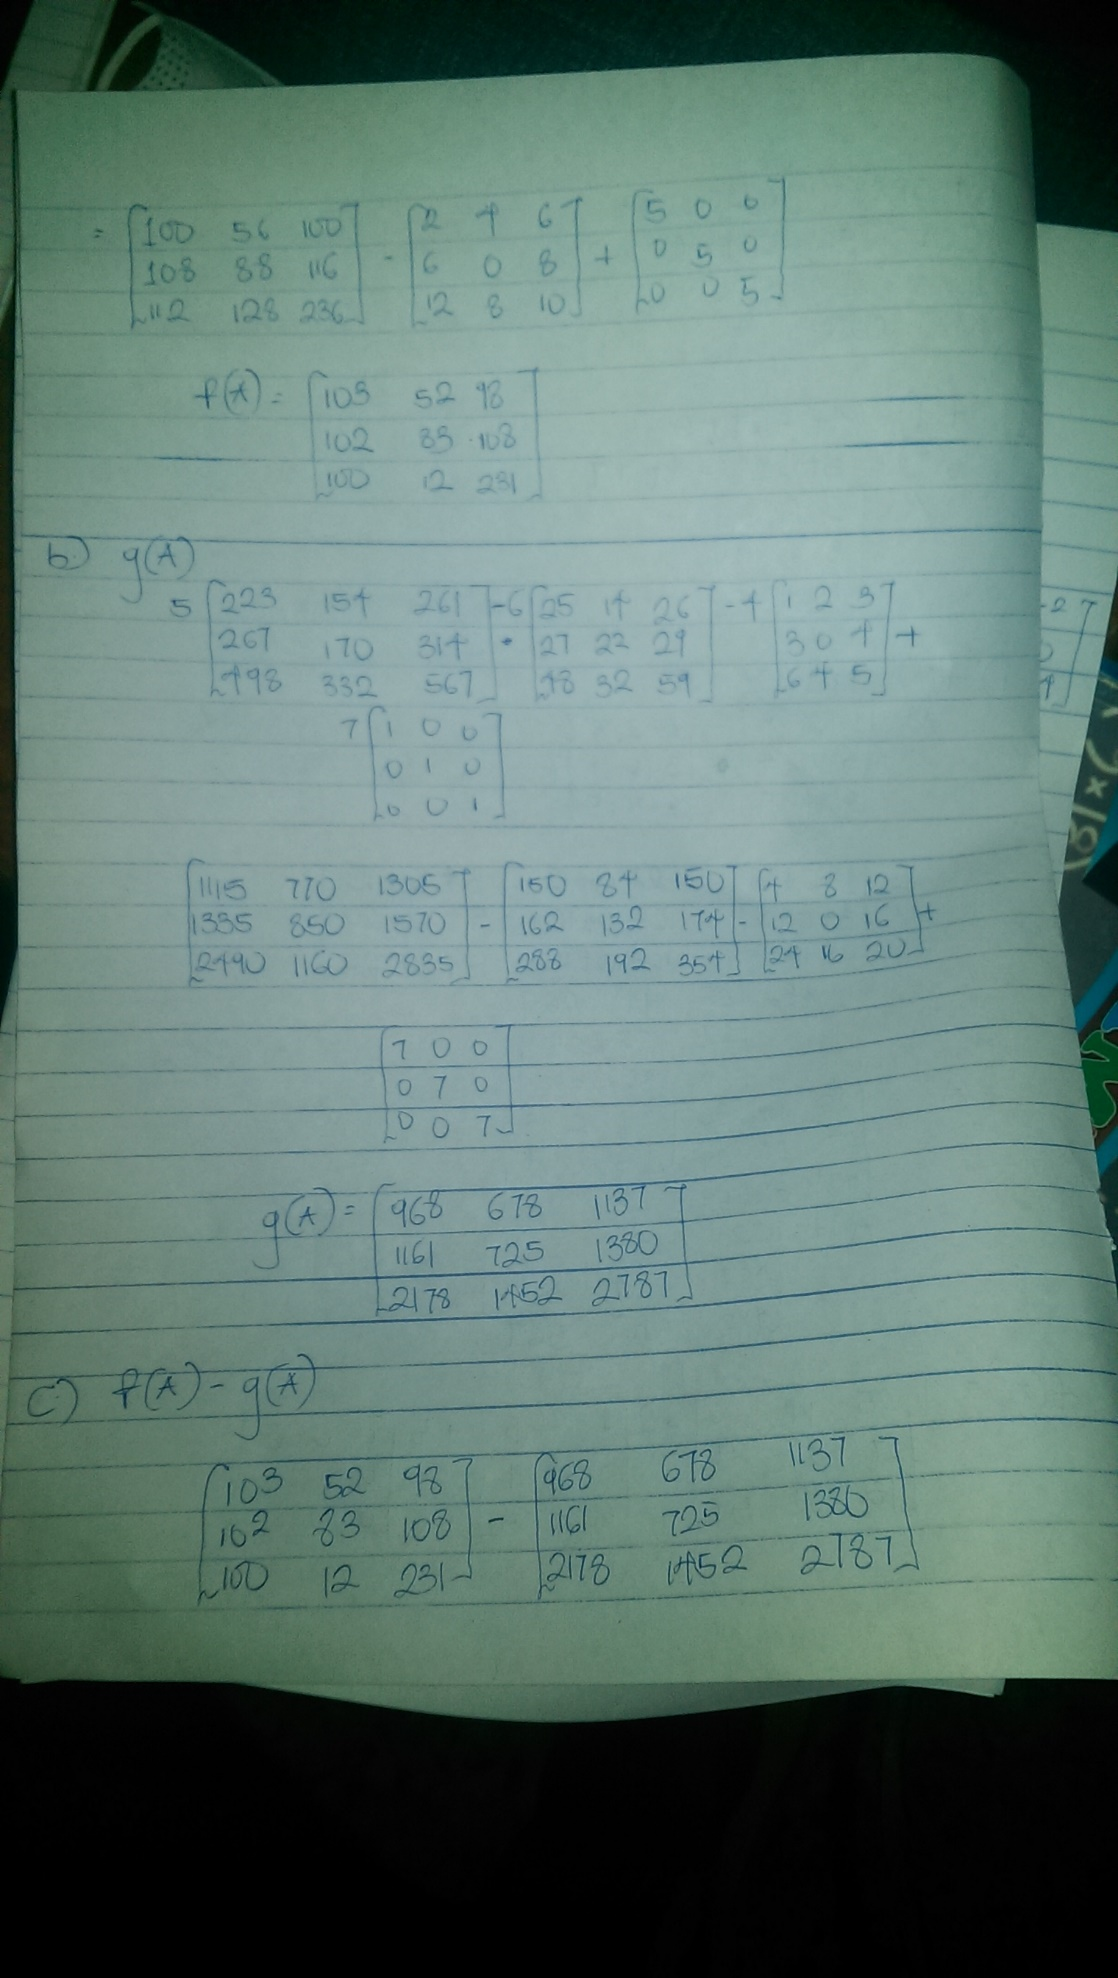 = [100 56 100] - [2 4 6] + [5 0 0]
[108 88 116] [6 0 8] [0 5 0]
[112 128 236] [12 8 10] [0 0 5]
f(A) = [103 52 98]
[102 83 108]
[100 12 231]
b) g(A)
5 [223 154 261] -6 [25 14 26] -4 [1 2 3] +
[267 170 314] [27 22 29] [3 0 4]
[498 332 567] [48 32 59] [6 4 5]
7 [1 0 0]
[0 1 0]
[0 0 1]
[1115 770 1305] - [150 84 150] - [4 8 12] +
[1335 850 1570] [162 132 174] [12 0 16]
[2490 1160 2835] [288 192 354] [24 16 20]
[7 0 0]
[0 7 0]
[0 0 7]
g(A) = [968 678 1137]
[1161 725 1380]
[2178 1452 2787]
c) f(A) - g(A)
[103 52 98] - [968 678 1137]
[102 83 108] [1161 725 1380]
[100 12 231] [2178 1452 2787]